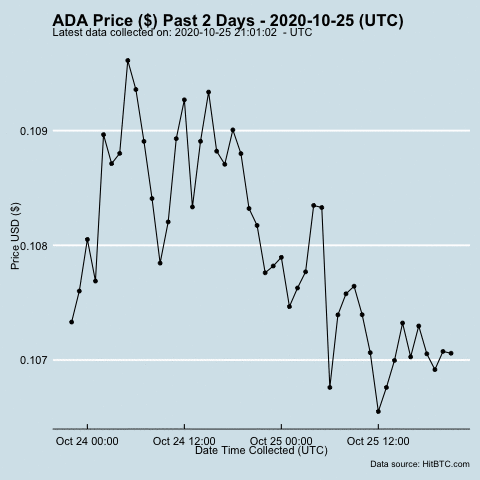 ADA Price ($) Past 2 Days - 2020-10-25 (UTC)
Latest data collected on: 2020-10-25 21:01:02 - UTC
0.109
0.108
0.107
Price USD ($)
Oct 24 00:00 Oct 24 12:00 Oct 25 00:00 Oct 25 12:00
Date Time Collected (UTC)
Data source: HitBTC.com